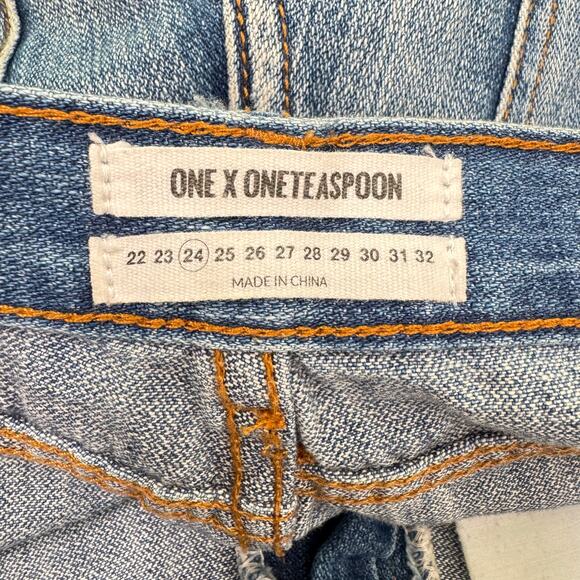 ONE X ONETEASPOON
22 23 24 25 26 27 28 29 30 31 32
MADE IN CHINA